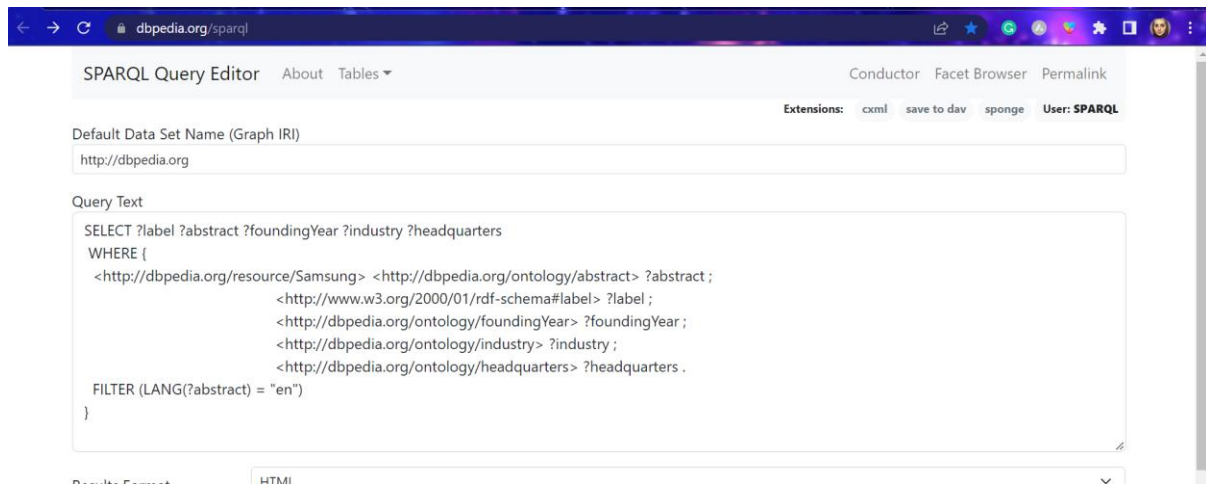 dbpedia.org/sparql
SPARQL Query Editor About Tables Conductor Facet Browser Permalink
Extensions: cxml save to dav sponge User: SPARQL
Default Data Set Name (Graph IRI)
http://dbpedia.org
Query Text
SELECT ?label ?abstract ?foundingYear ?industry ?headquarters
WHERE {
<http://dbpedia.org/resource/Samsung> <http://dbpedia.org/ontology/abstract> ?abstract ;
<http://www.w3.org/2000/01/rdf-schema#label> ?label ;
<http://dbpedia.org/ontology/foundingYear> ?foundingYear ;
<http://dbpedia.org/ontology/industry> ?industry ;
<http://dbpedia.org/ontology/headquarters> ?headquarters .
FILTER (LANG(?abstract) = "en")
}
Results Format HTML